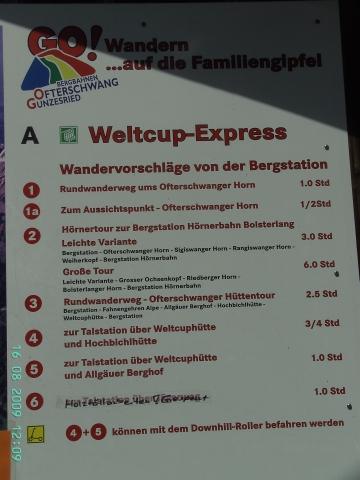 GO! Wandern
...auf die Familiengipfel
BERGBAHNEN
OFTERSCHWANG
GUNZESRIED
A Weltcup-Express
Wandervorschläge von der Bergstation
1 Rundwanderweg ums Ofterschwanger Horn 1.0 Std
1a Zum Aussichtspunkt - Ofterschwanger Horn 1/2Std
2 Hörnertour zur Bergstation Hörnerbahn Bolsterlang
Leichte Variante 3.0 Std
Bergstation - Ofterschwanger Horn - Sigiswanger Horn - Rangiswanger Horn -
Weiherkopf - Bergstation Hörnerbahn
Große Tour 6.0 Std
Leichte Variante - Grosser Ochsenkopf - Riedberger Horn -
Bolsterlanger Horn - Bergstation Hörnerbahn
3 Rundwanderweg - Ofterschwanger Hüttentour 2.5 Std
Bergstation - Fahnengehren Alpe - Allgäuer Berghof - Hochbichlhütte -
Weltcuphütte - Bergstation
4 zur Talstation über Weltcuphütte 3/4 Std
und Hochbichlhütte
5 zur Talstation über Weltcuphütte 1.0 Std
und Allgäuer Berghof
6 zur Talstation über 1.0 Std
4 + 5 können mit dem Downhill-Roller befahren werden
16 08 2009 12:09